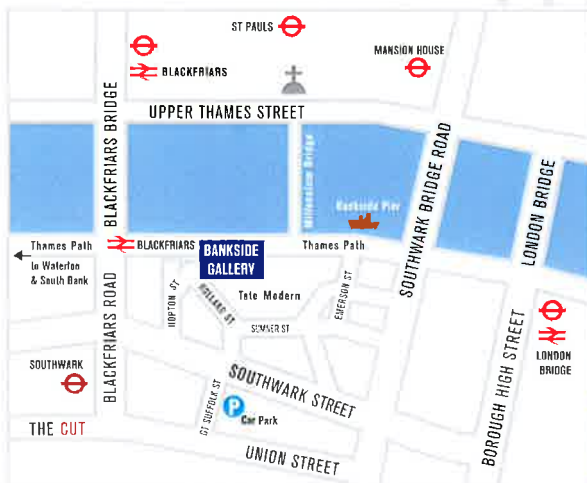 ST PAULS
MANSION HOUSE
BLACKFRIARS
UPPER THAMES STREET
BLACKFRIARS BRIDGE
Millennium Bridge
Bankside Pier
SOUTHWARK BRIDGE ROAD
LONDON BRIDGE
Thames Path
BLACKFRIARS
BANKSIDE
GALLERY
Thames Path
to Waterloo
& South Bank
HOPTON ST
HOLLAND ST
Tate Modern
EMERSON ST
SUMNER ST
BLACKFRIARS ROAD
SOUTHWARK
SOUTHWARK STREET
BOROUGH HIGH STREET
LONDON
BRIDGE
GT SUFFOLK ST
P
Car Park
THE CUT
UNION STREET